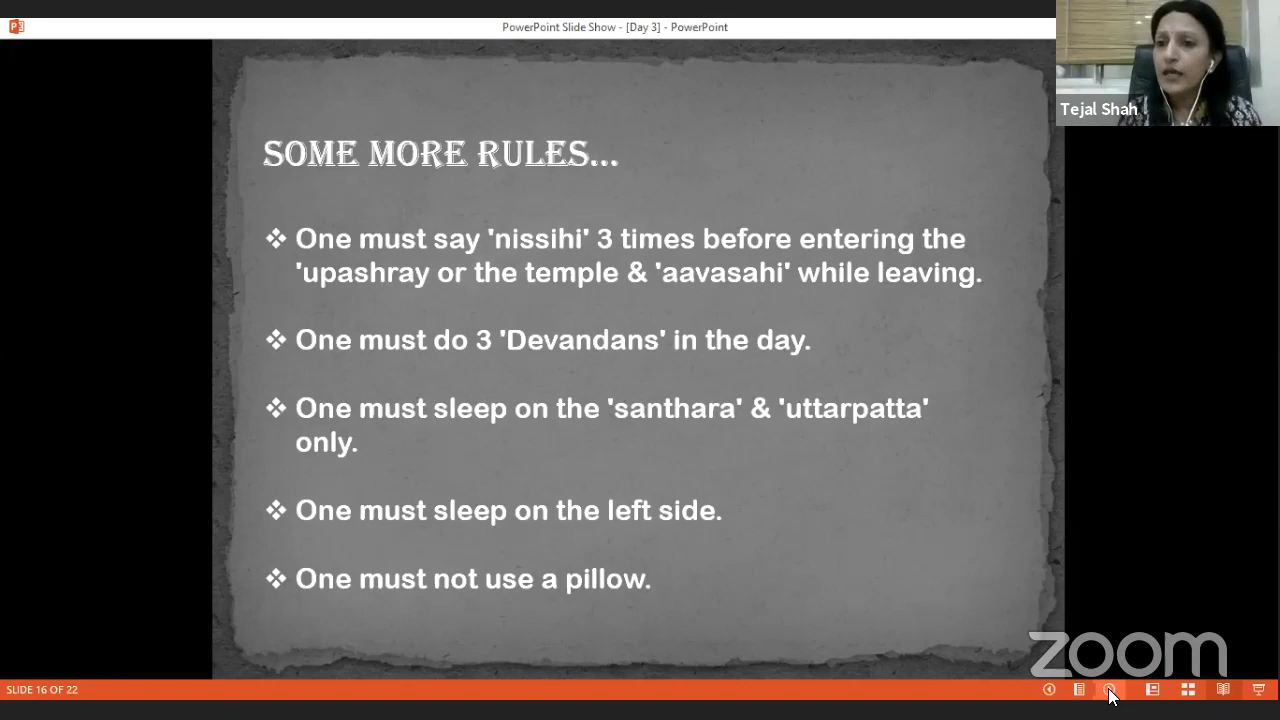 PowerPoint Slide Show - [Day 3] - PowerPoint
Tejal Shah
SOME MORE RULES...
❖ One must say 'nissihi' 3 times before entering the
'upashray or the temple & 'aavasahi' while leaving.
❖ One must do 3 'Devandans' in the day.
❖ One must sleep on the 'santhara' & 'uttarpatta'
only.
❖ One must sleep on the left side.
❖ One must not use a pillow.
zoom
SLIDE 16 OF 22